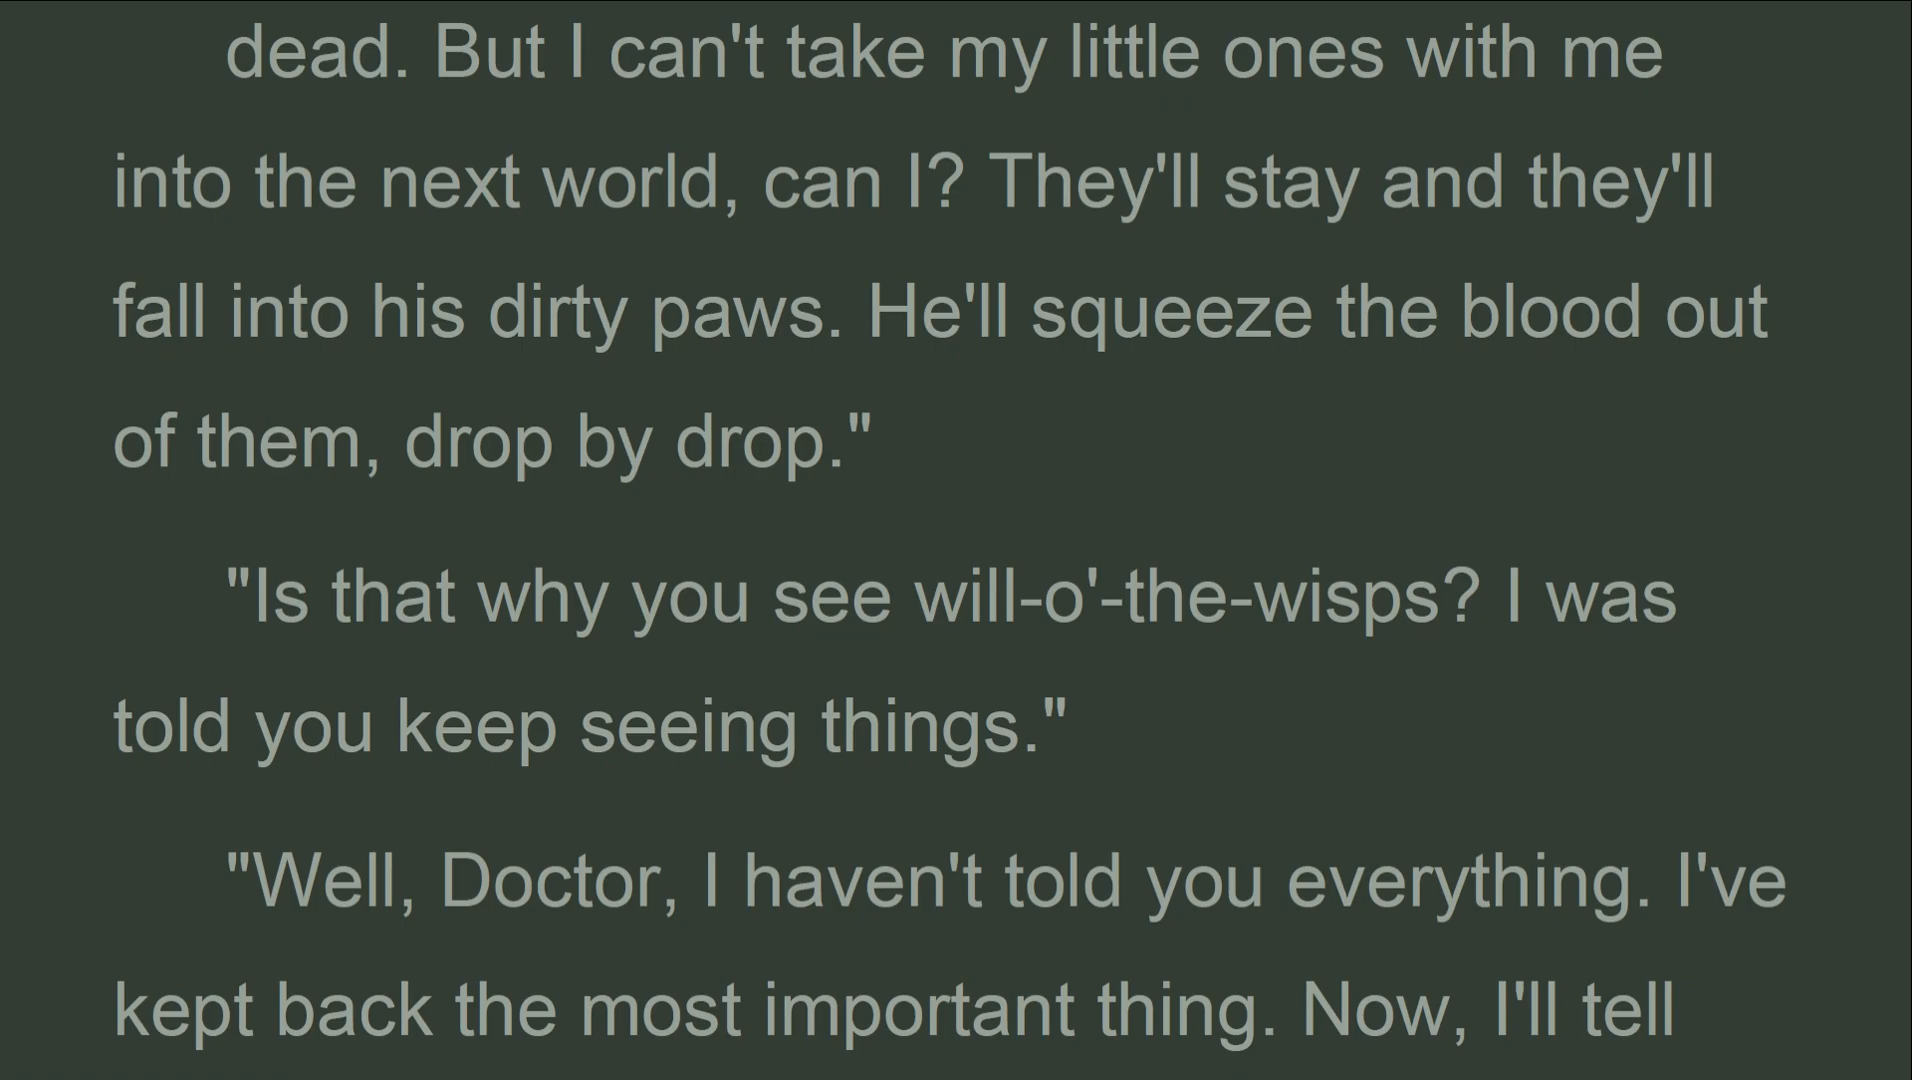 dead. But I can't take my little ones with me
into the next world, can I? They'll stay and they'll
fall into his dirty paws. He'll squeeze the blood out
of them, drop by drop."
"Is that why you see will-o'-the-wisps? I was
told you keep seeing things."
"Well, Doctor, I haven't told you everything. I've
kept back the most important thing. Now, I'll tell